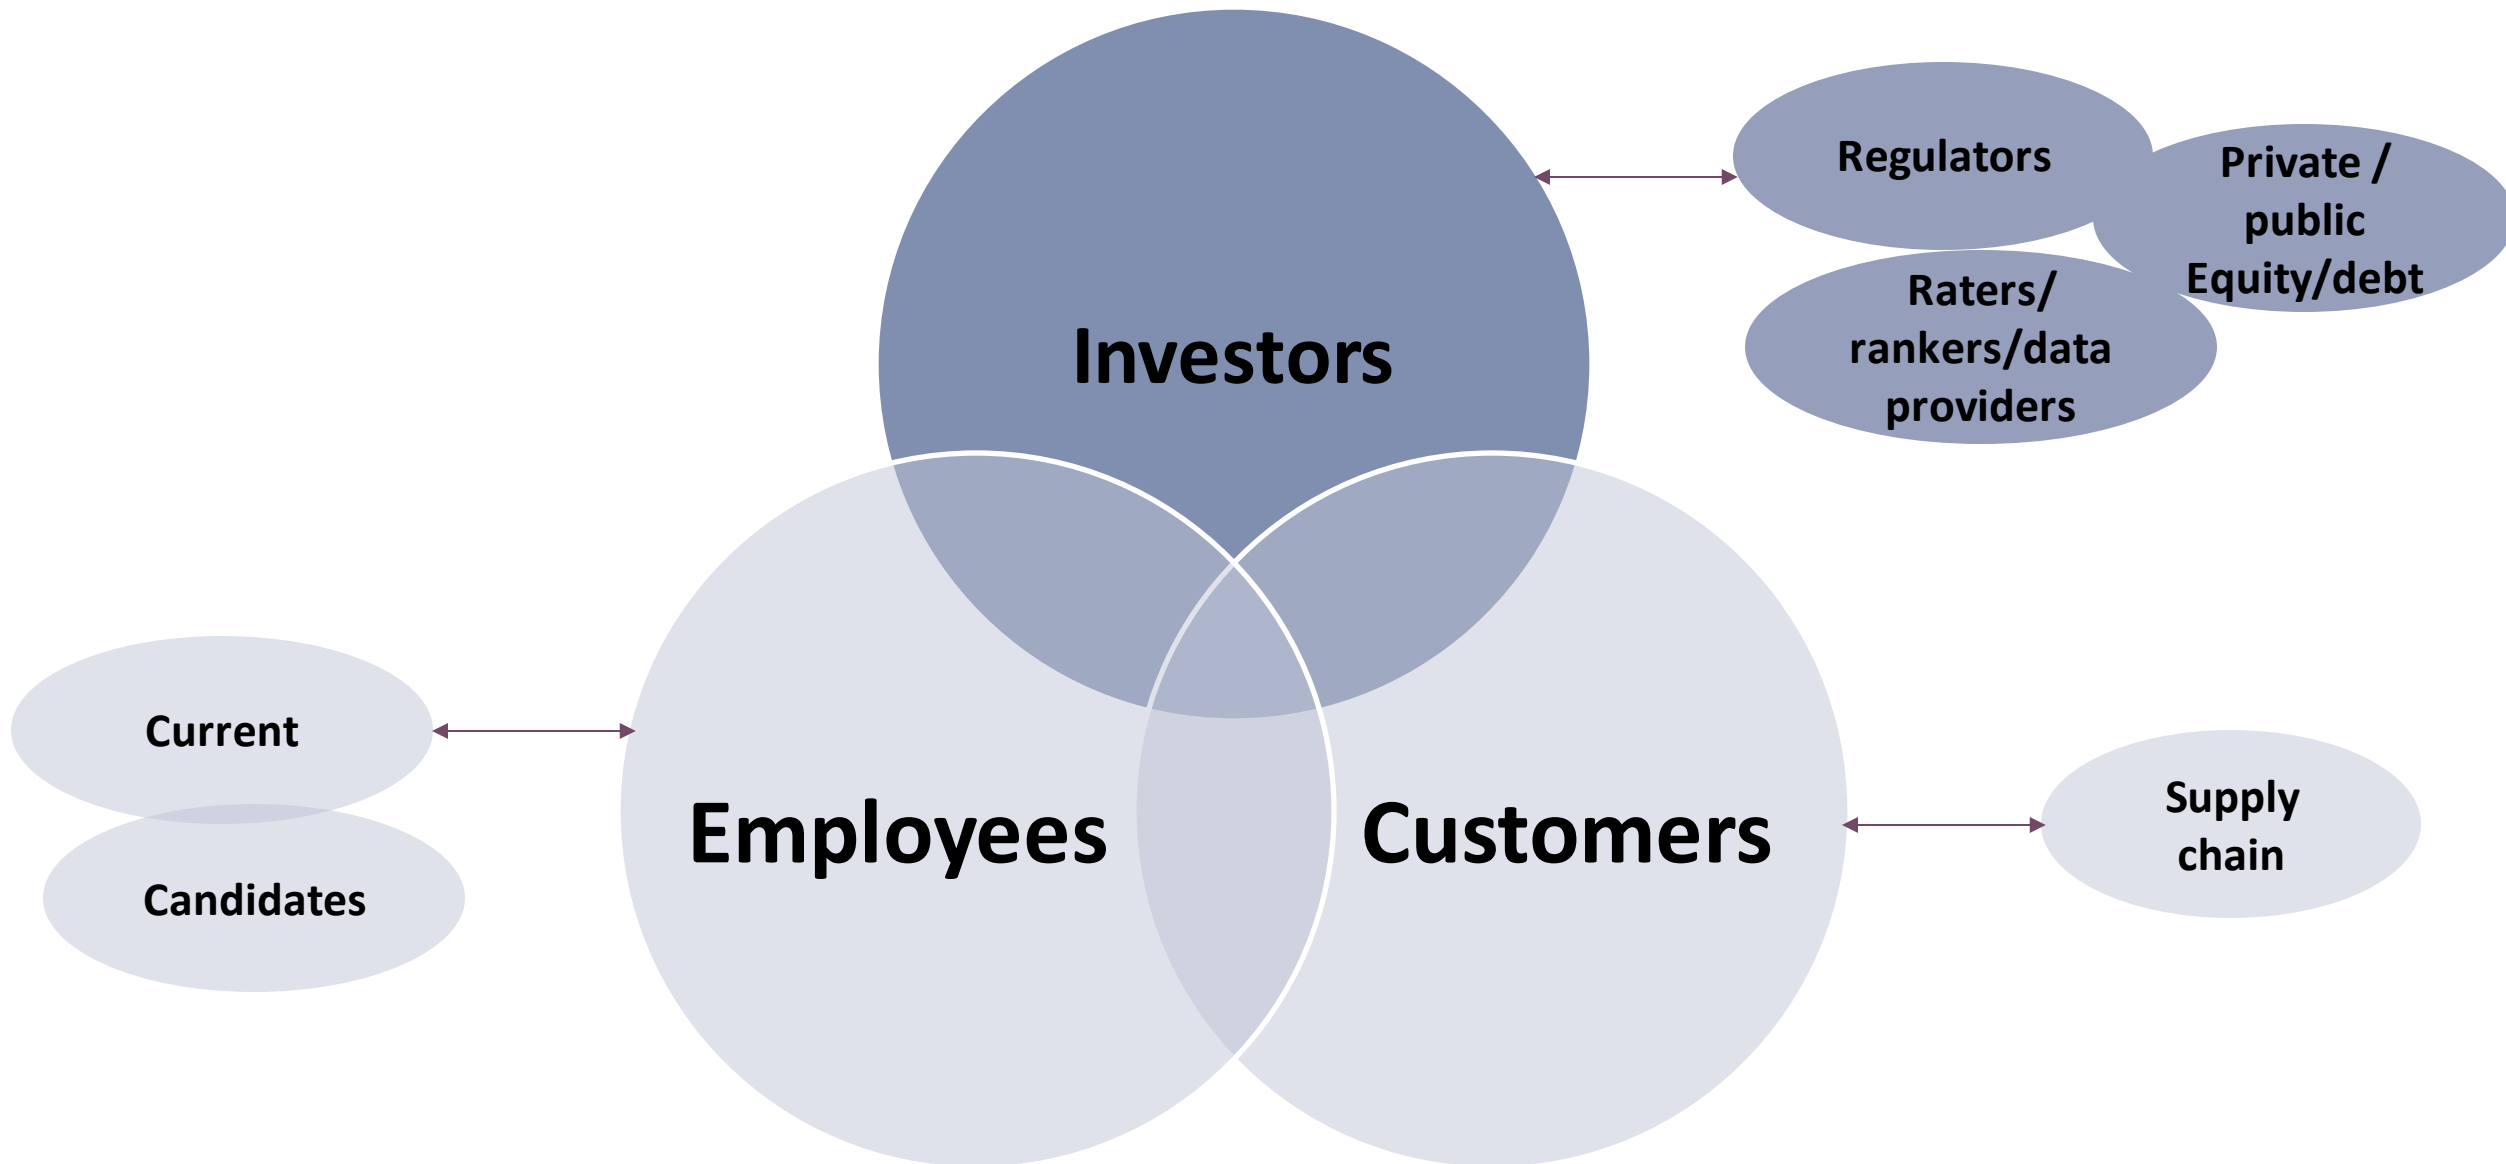 Regulators
Private /
public
Equity/debt
Raters/
rankers/data
providers
Investors
Current
Candidates
Employees
Customers
Supply
chain